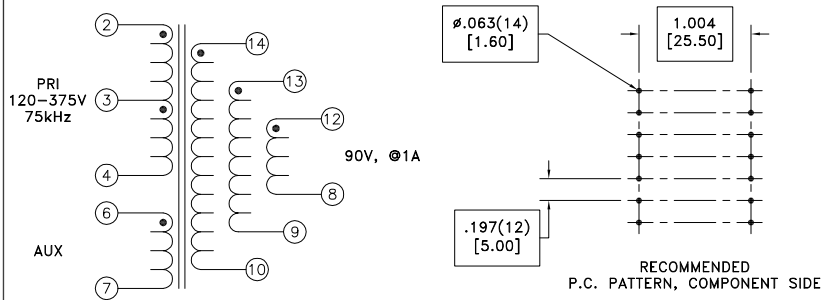 2
14
PRI
120-375V
75kHz
3
13
12
90V, @1A
4
8
6
9
AUX
10
7
ø.063(14)
[1.60]
1.004
[25.50]
.197(12)
[5.00]
RECOMMENDED
P.C. PATTERN, COMPONENT SIDE